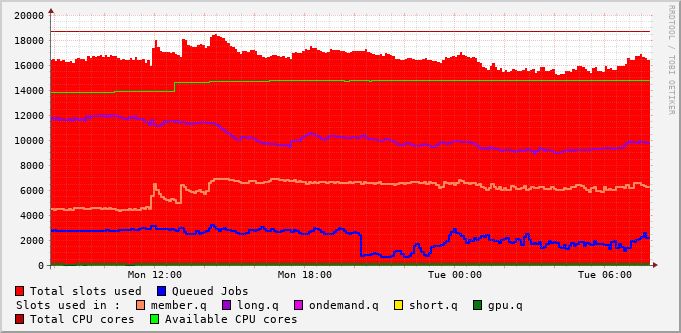 20000
18000
16000
14000
12000
10000
8000
6000
4000
2000
0
Mon 12:00 Mon 18:00 Tue 00:00 Tue 06:00
Total slots used Queued Jobs
Slots used in : member.q long.q ondemand.q short.q gpu.q
Total CPU cores Available CPU cores
RRDTOOL / TOBI OETIKER